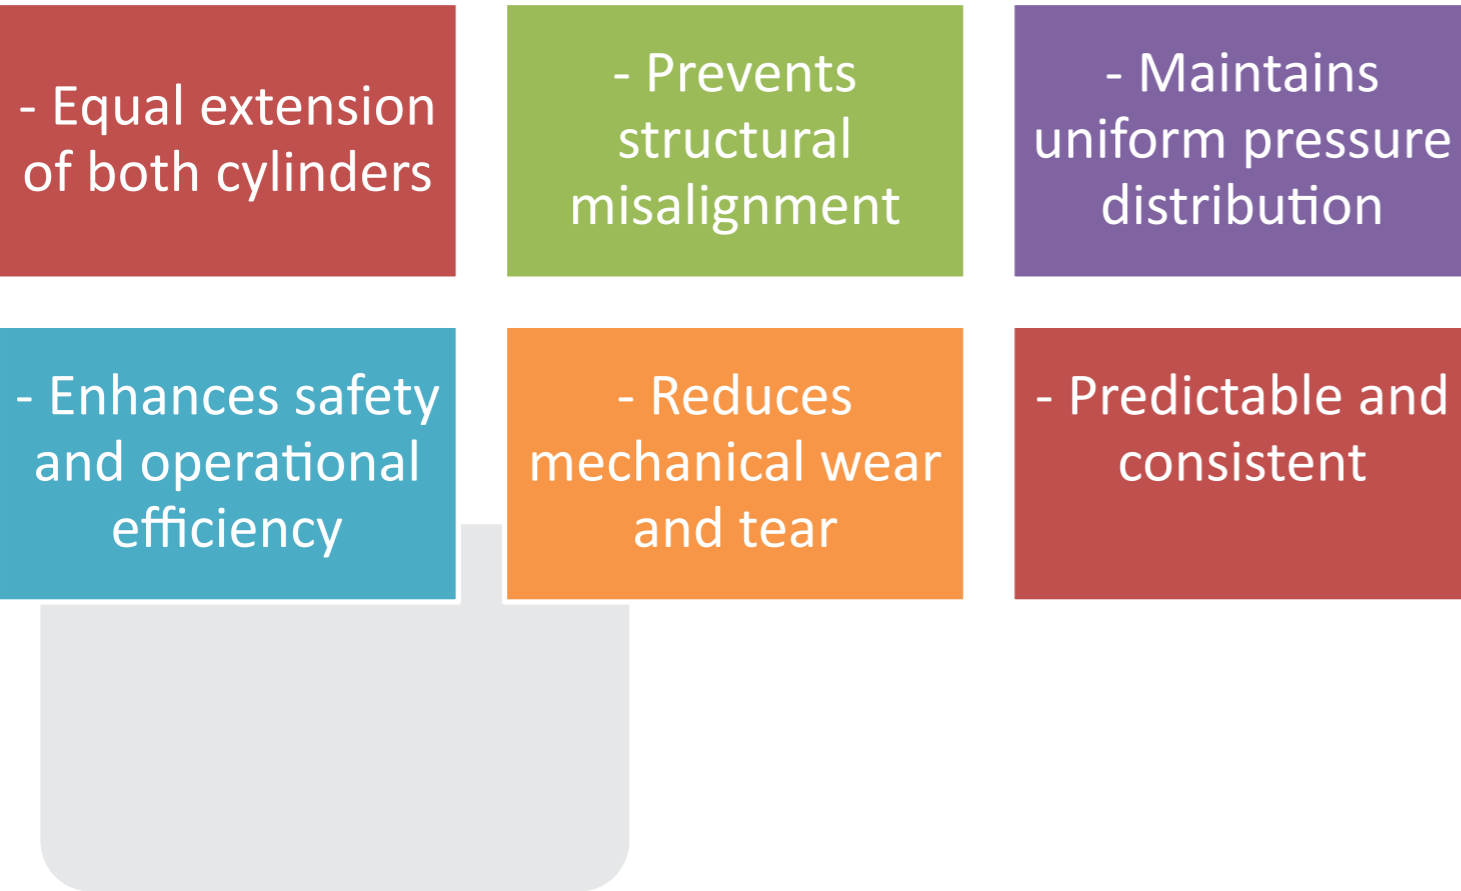 - Equal extension
of both cylinders
- Prevents
structural
misalignment
- Maintains
uniform pressure
distribution
- Enhances safety
and operational
efficiency
- Reduces
mechanical wear
and tear
- Predictable and
consistent